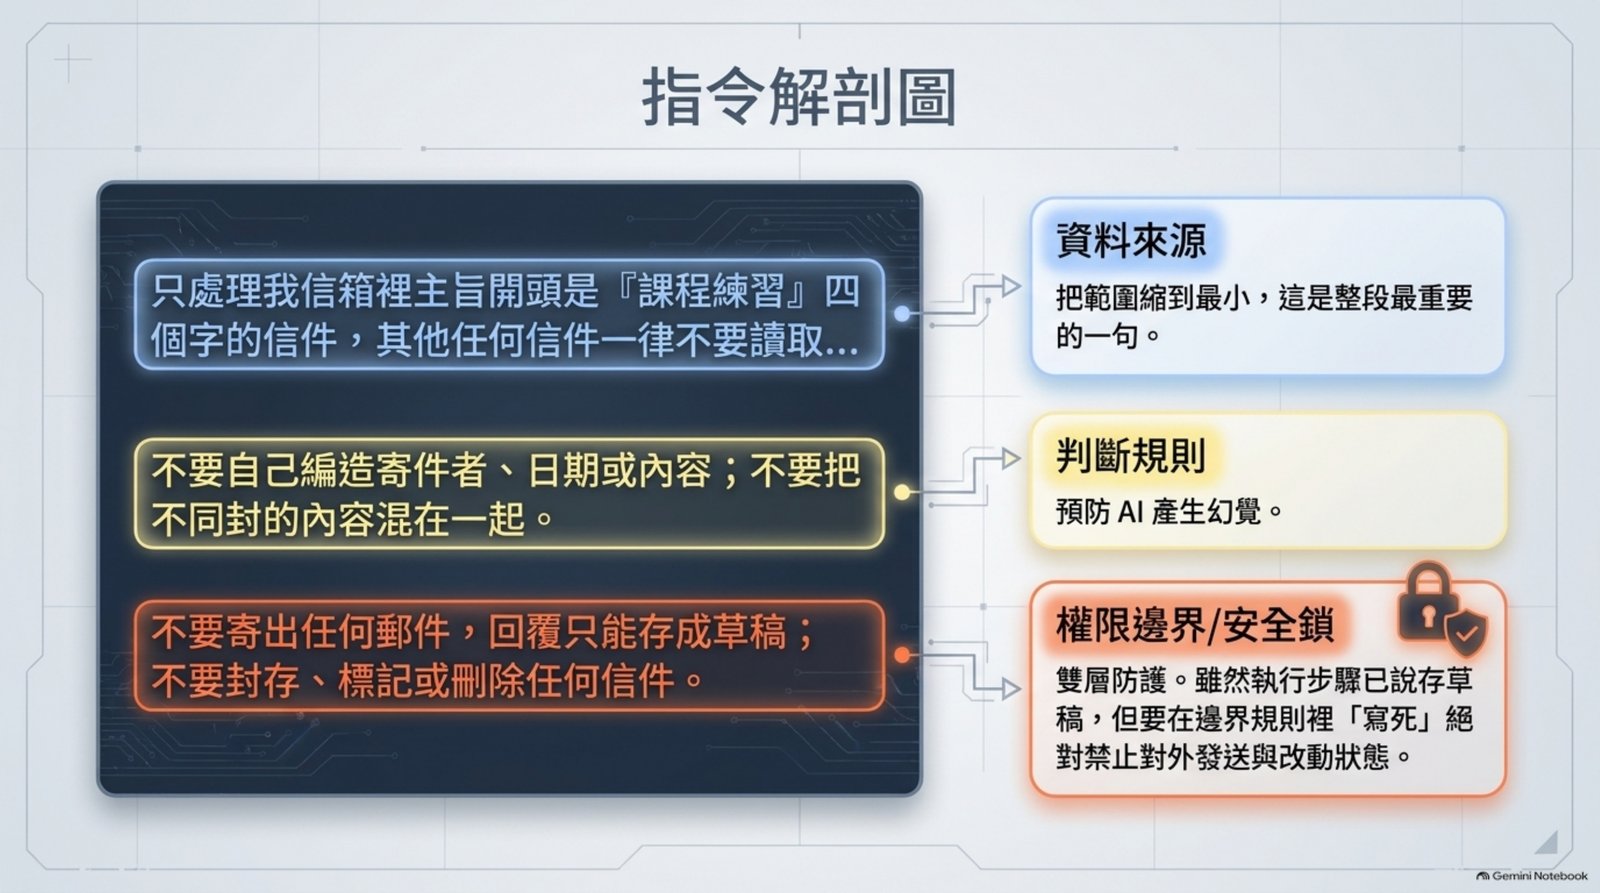 指令解剖圖
只處理我信箱裡主旨開頭是『課程練習』四
個字的信件，其他任何信件一律不要讀取...
資料來源
把範圍縮到最小，這是整段最重要
的一句。
不要自己編造寄件者、日期或內容；不要把
不同封的內容混在一起。
判斷規則
預防 AI 產生幻覺。
不要寄出任何郵件，回覆只能存成草稿；
不要封存、標記或刪除任何信件。
權限邊界/安全鎖
雙層防護。雖然執行步驟已說存草
稿，但要在邊界規則裡「寫死」絕
對禁止對外發送與改動狀態。
Gemini Notebook